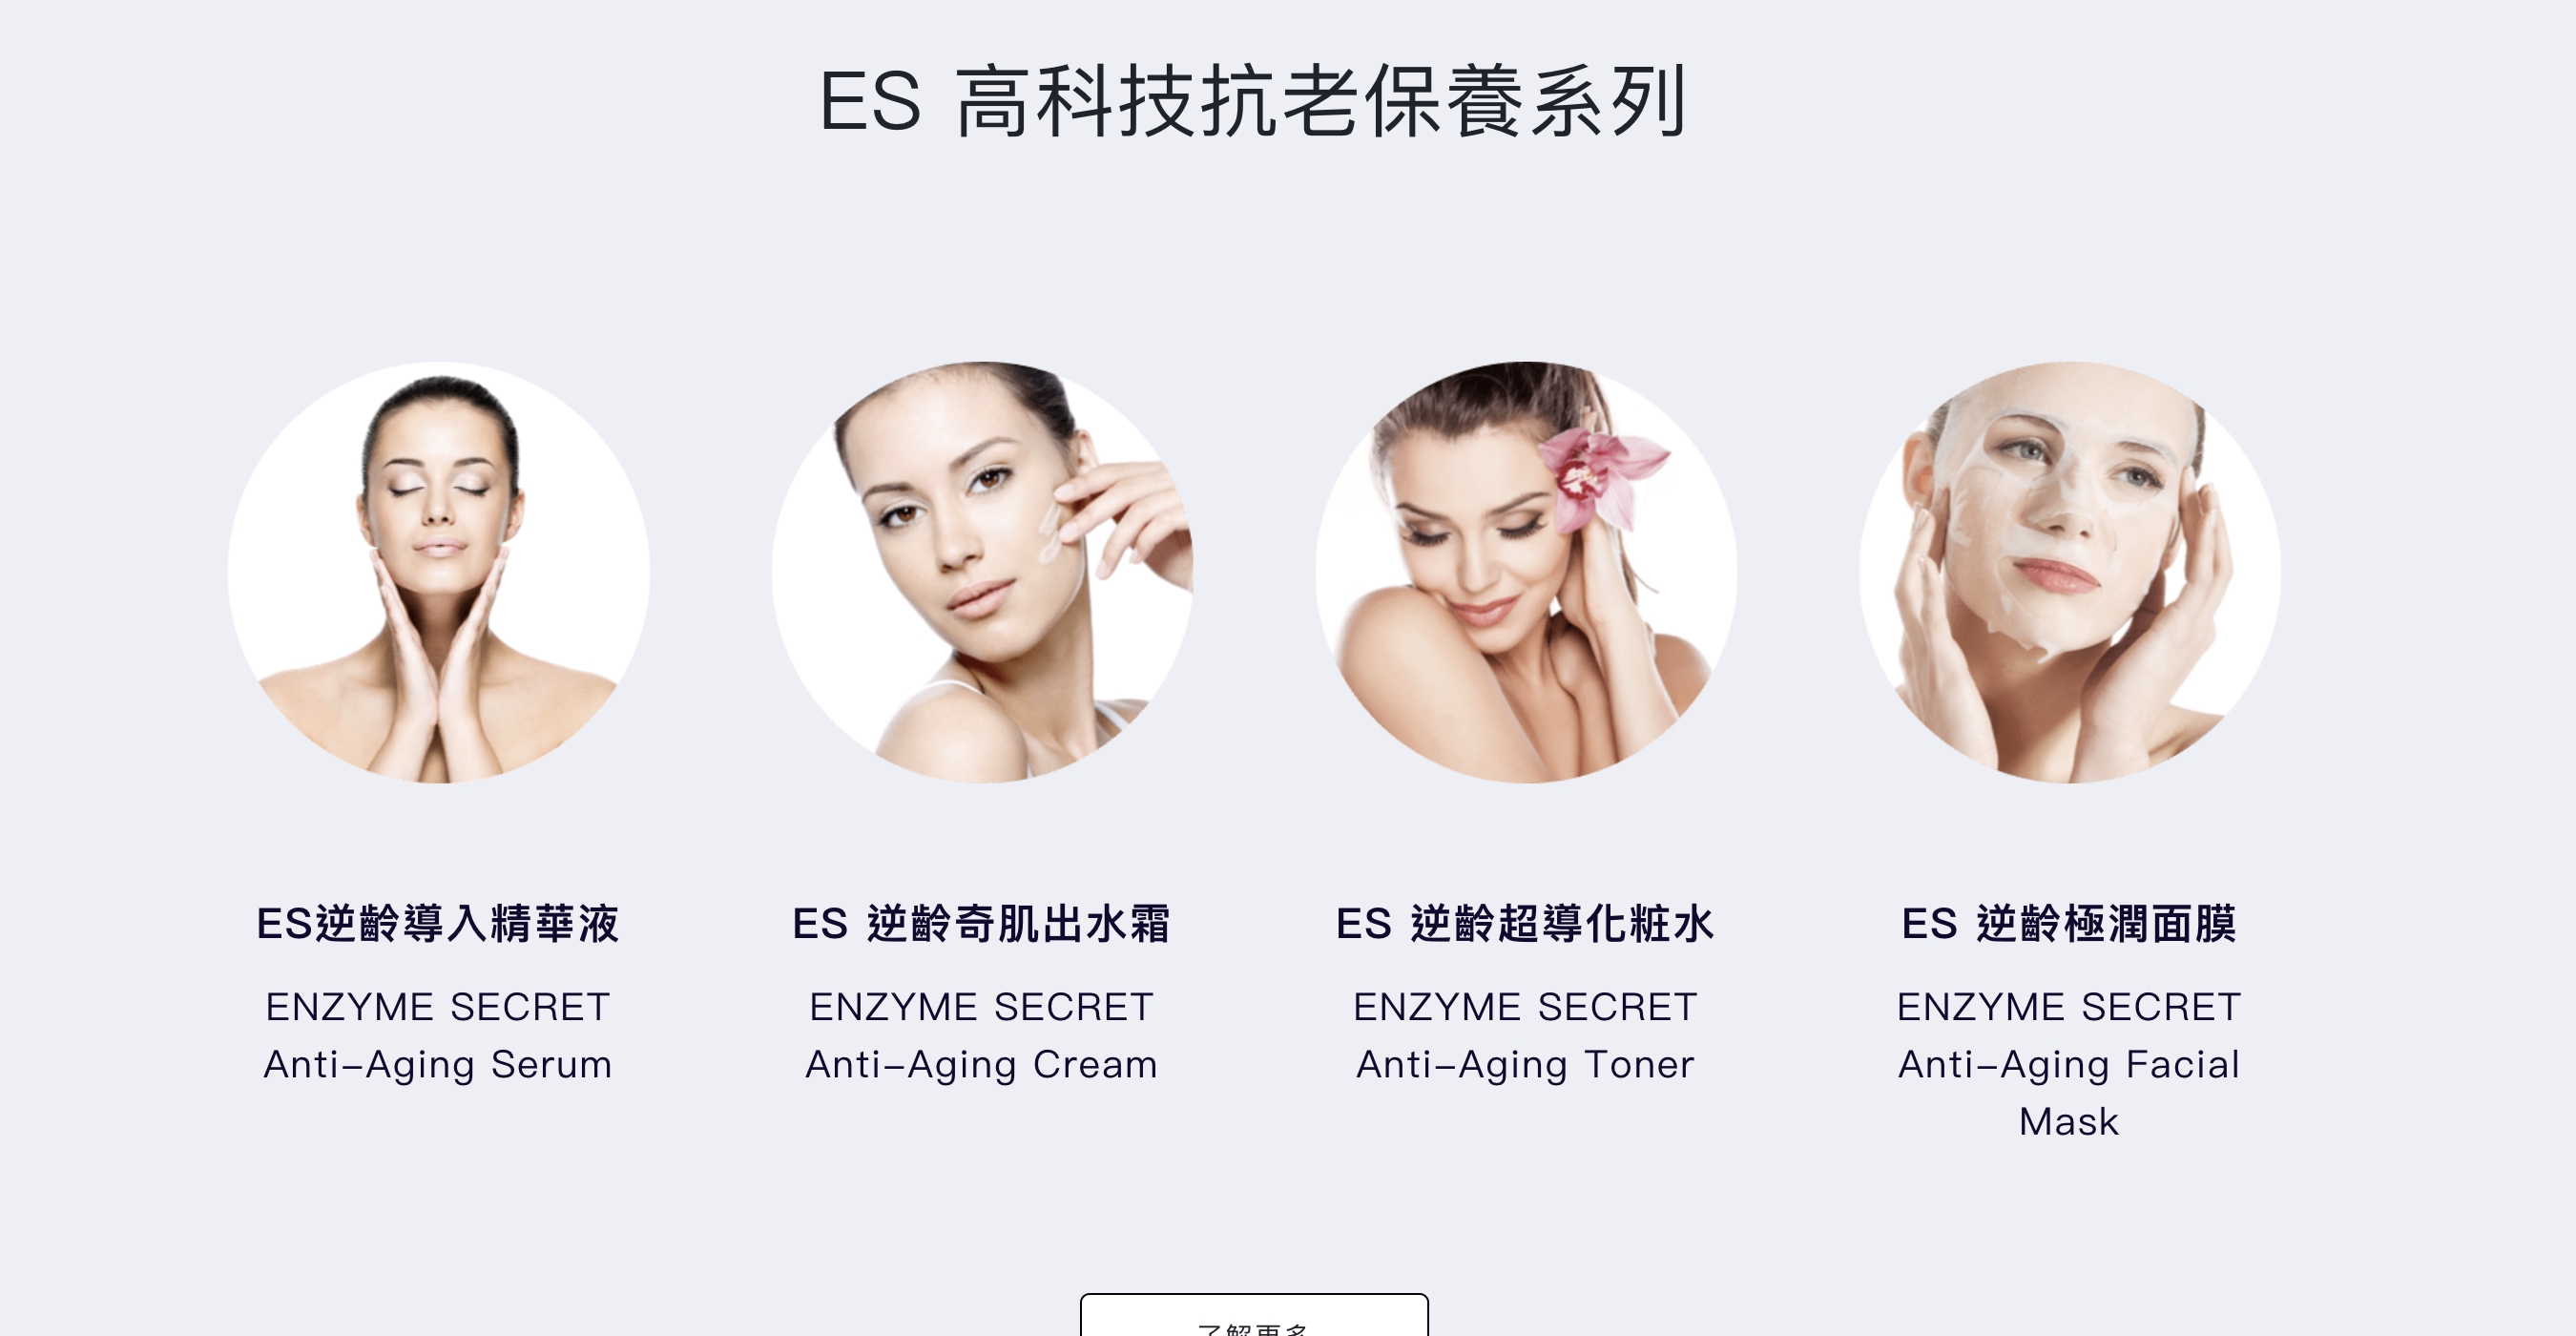 ES 高科技抗老保養系列
ES逆齡導入精華液
ENZYME SECRET
Anti-Aging Serum
ES 逆齡奇肌出水霜
ENZYME SECRET
Anti-Aging Cream
ES 逆齡超導化粧水
ENZYME SECRET
Anti-Aging Toner
ES 逆齡極潤面膜
ENZYME SECRET
Anti-Aging Facial
Mask
了解更多